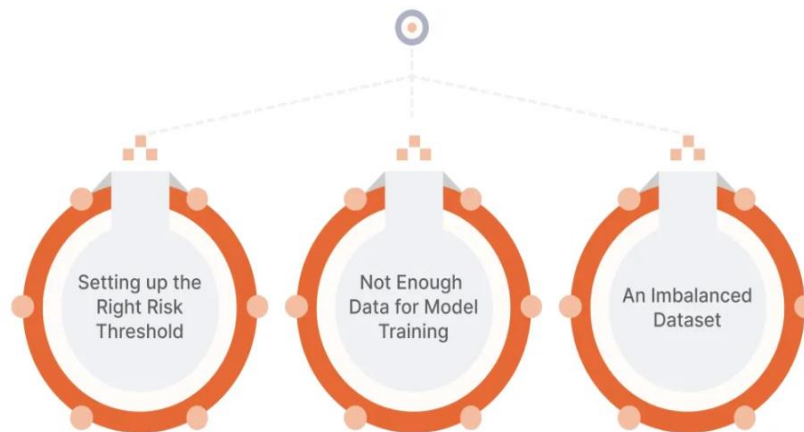 Setting up the
Right Risk
Threshold
Not Enough
Data for Model
Training
An Imbalanced
Dataset